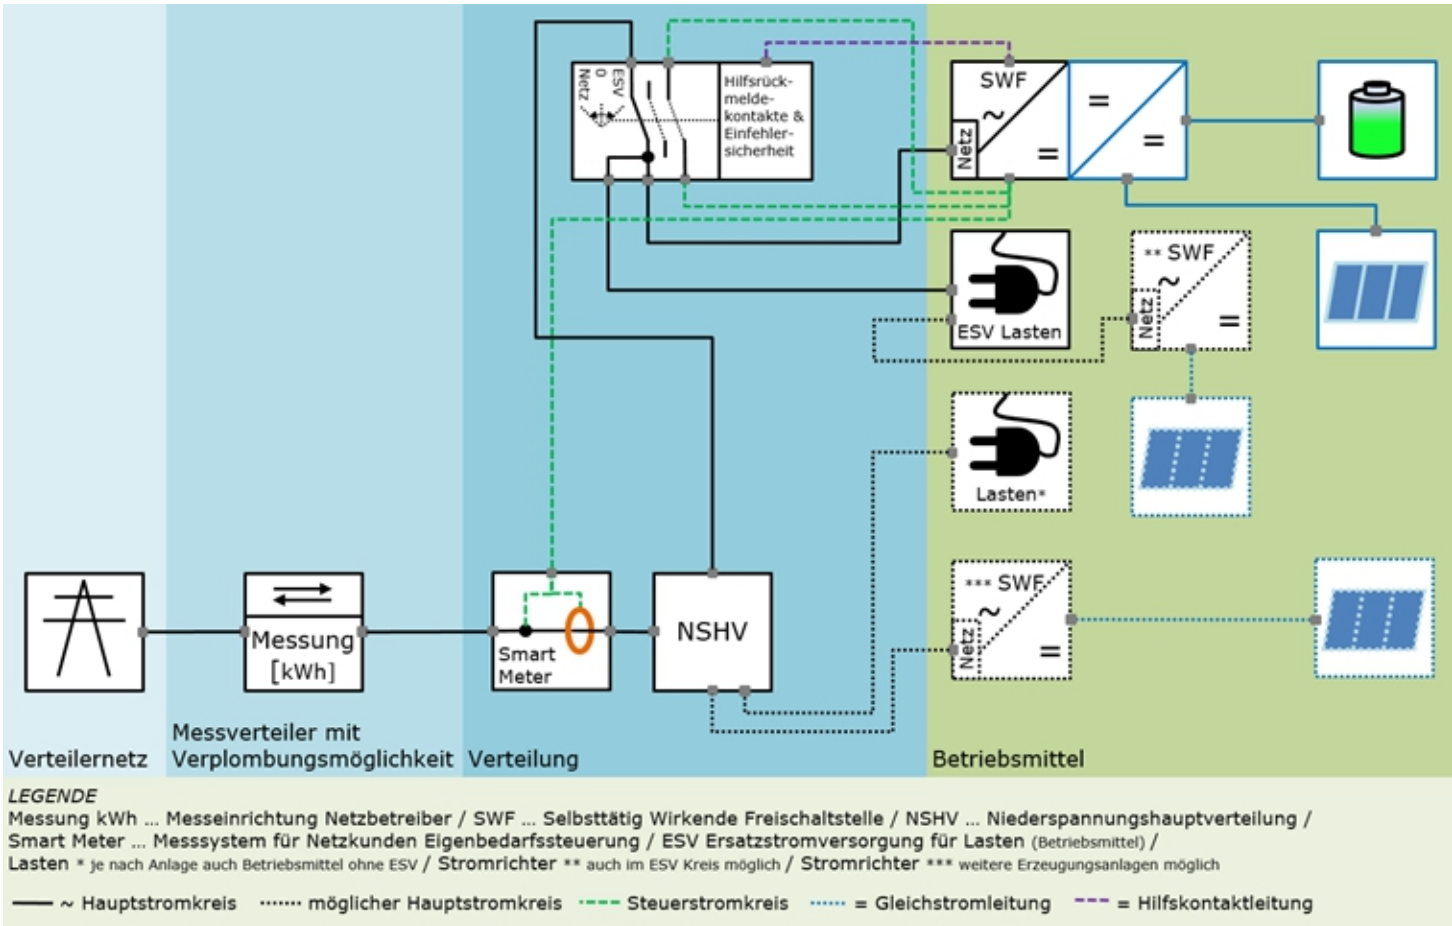 Netz
0
ESV
Hilfsrück-
melde-
kontakte &
Einfehler-
sicherheit
SWF
~
=
Netz
=
=
ESV Lasten
** SWF
~
=
Netz
Lasten*
*** SWF
~
=
Netz
Messung
[kWh]
Smart
Meter
NSHV
Verteilernetz
Messverteiler mit
Verplombungsmöglichkeit
Verteilung
Betriebsmittel
LEGENDE
Messung kWh ... Messeinrichtung Netzbetreiber / SWF ... Selbsttätig Wirkende Freischaltstelle / NSHV ... Niederspannungshauptverteilung /
Smart Meter ... Messsystem für Netzkunden Eigenbedarfssteuerung / ESV Ersatzstromversorgung für Lasten (Betriebsmittel) /
Lasten * je nach Anlage auch Betriebsmittel ohne ESV / Stromrichter ** auch im ESV Kreis möglich / Stromrichter *** weitere Erzeugungsanlagen möglich
~ Hauptstromkreis möglicher Hauptstromkreis Steuerstromkreis = Gleichstromleitung = Hilfskontaktleitung